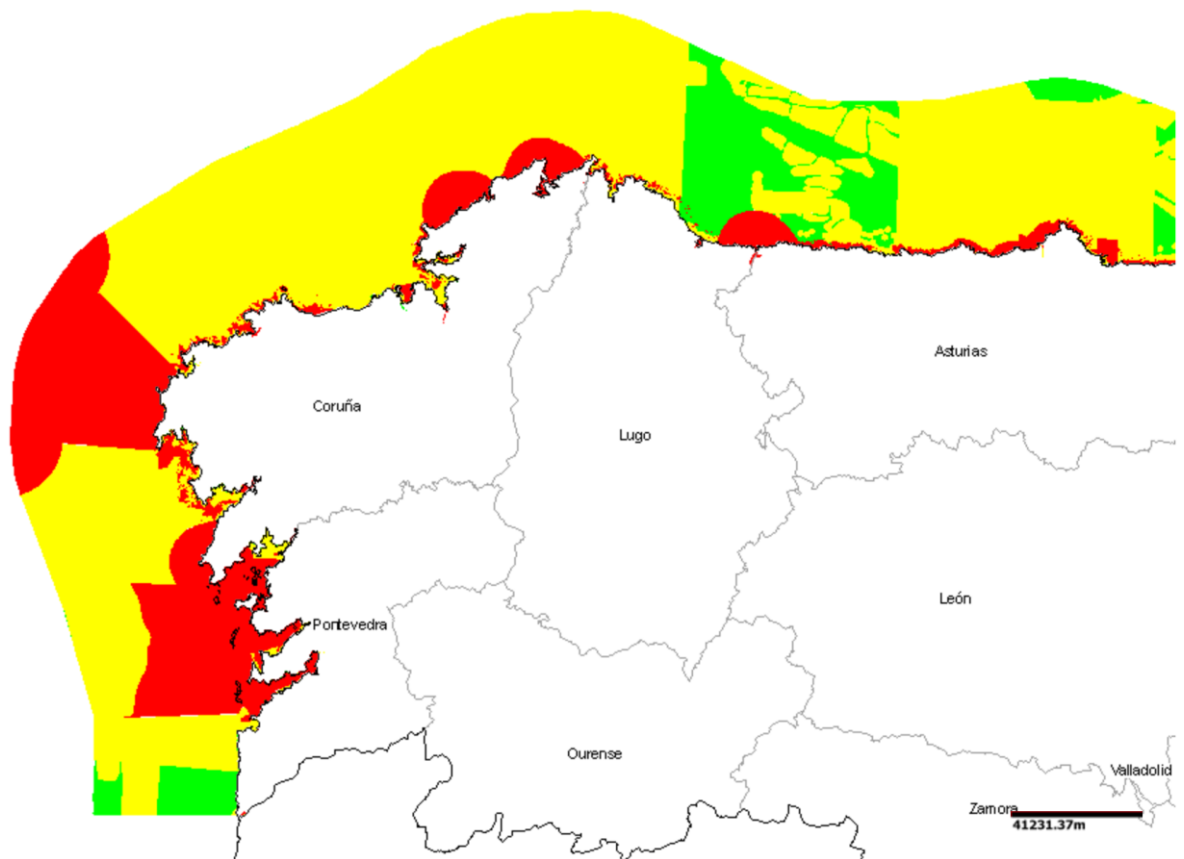 Asturias
Coruña
Lugo
León
Pontevedra
Ourense
Valladolid
Zamora
41231.37m